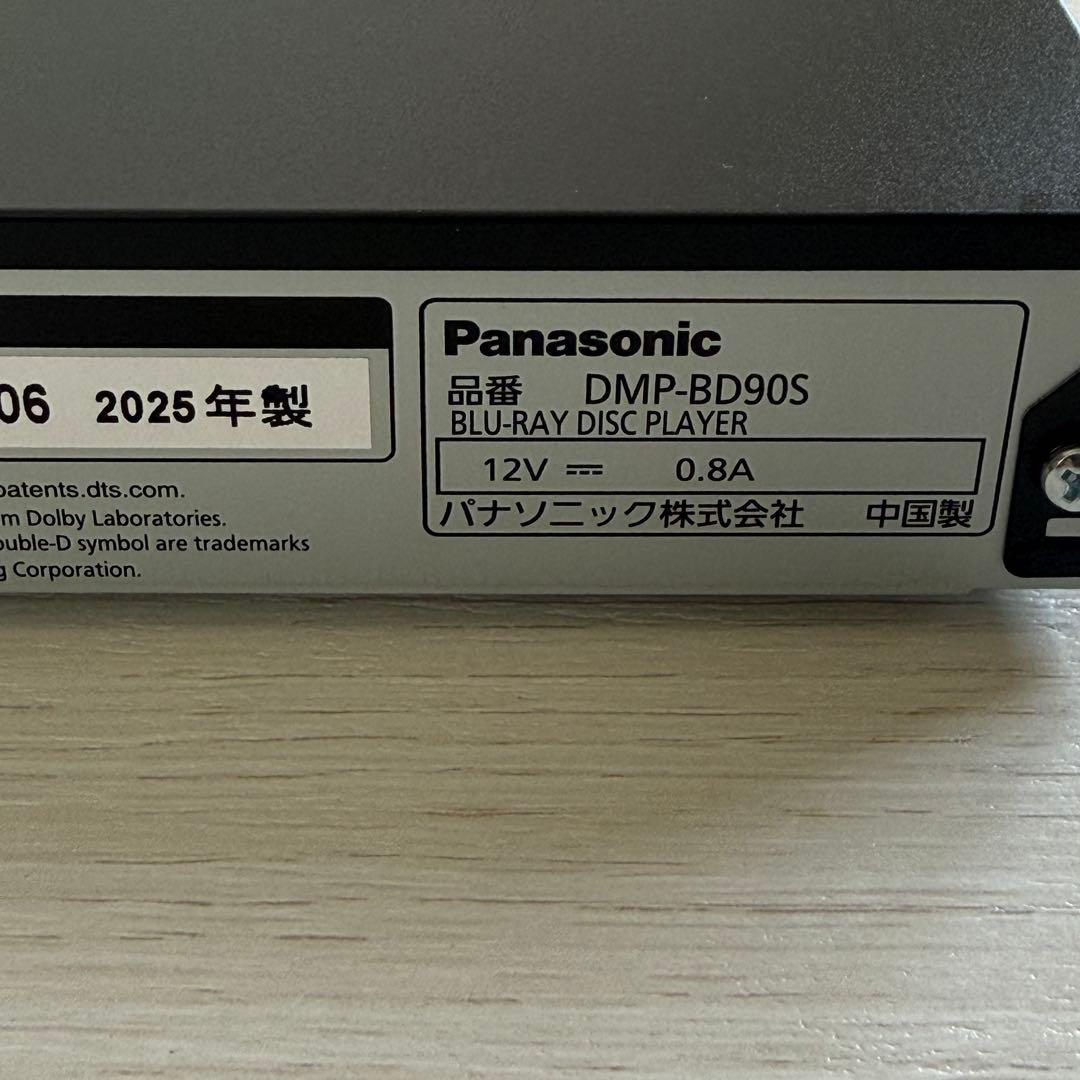 06 2025年製
patents.dts.com.
m Dolby Laboratories.
ouble-D symbol are trademarks
g Corporation.
Panasonic
品番 DMP-BD90S
BLU-RAY DISC PLAYER
12V ⎓ 0.8A
パナソニック株式会社 中国製